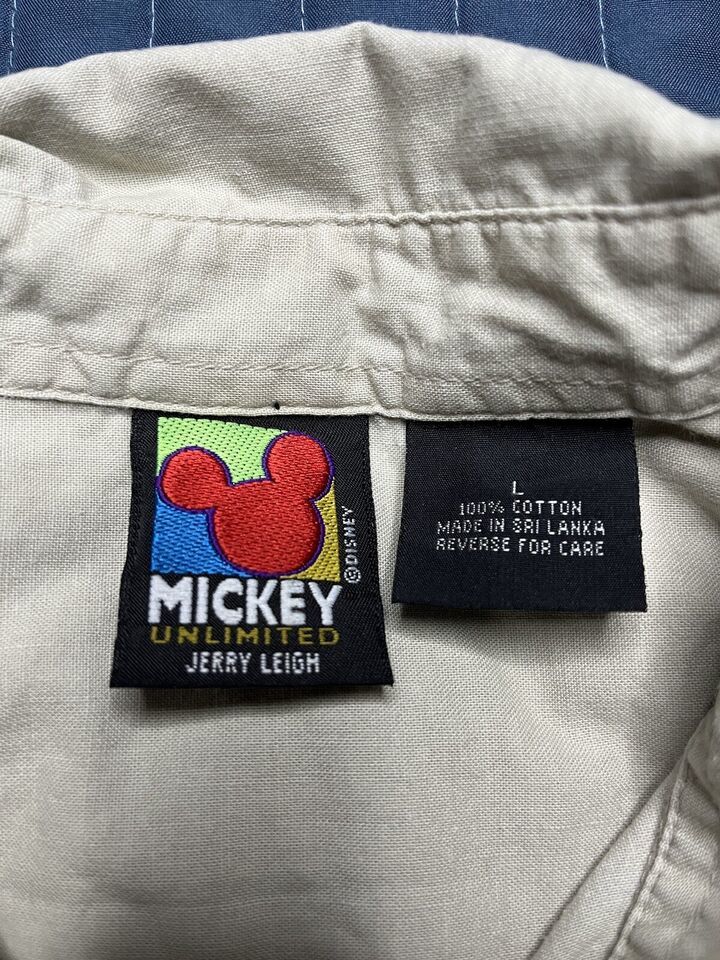 MICKEY
UNLIMITED
JERRY LEIGH
©DISNEY
L
100% COTTON
MADE IN SRI LANKA
REVERSE FOR CARE